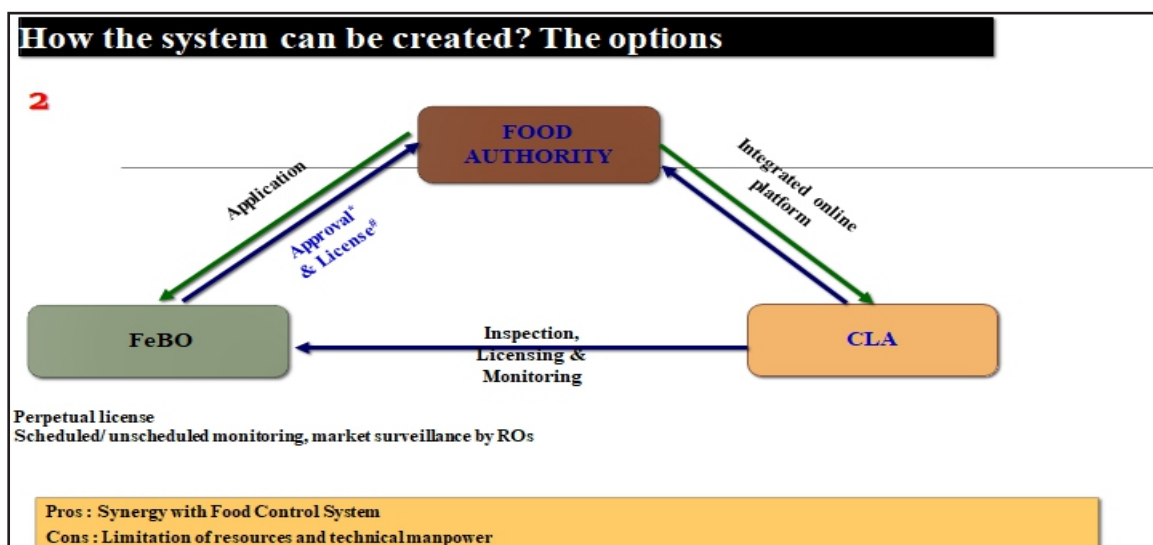 How the system can be created? The options
2
FOOD
AUTHORITY
Application
Approval*
& License#
Integrated online
platform
FeBO
Inspection,
Licensing &
Monitoring
CLA
Perpetual license
Scheduled/ unscheduled monitoring, market surveillance by ROs
Pros : Synergy with Food Control System
Cons : Limitation of resources and technical manpower